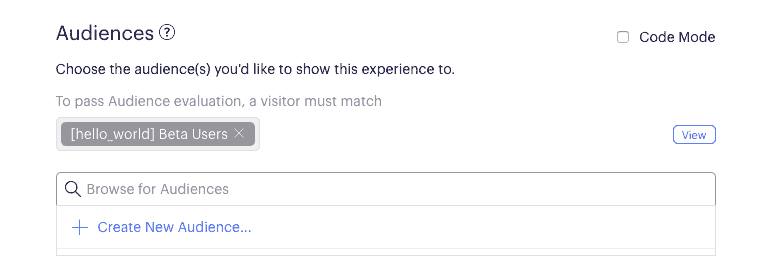 Audiences ?
Code Mode
Choose the audience(s) you'd like to show this experience to.
To pass Audience evaluation, a visitor must match
[hello_world] Beta Users
View
Browse for Audiences
Create New Audience...